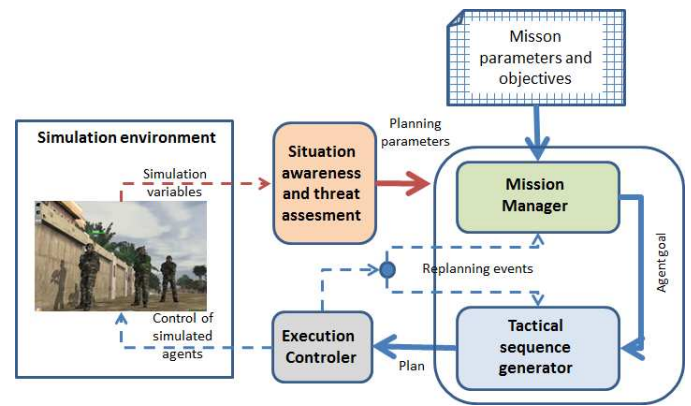 Misson
parameters and
objectives
Planning
parameters
Simulation environment
Simulation
variables
Situation
awareness
and threat
assesment
Mission
Manager
Agent goal
Replanning events
Control of
simulated
agents
Execution
Controler
Plan
Tactical
sequence
generator